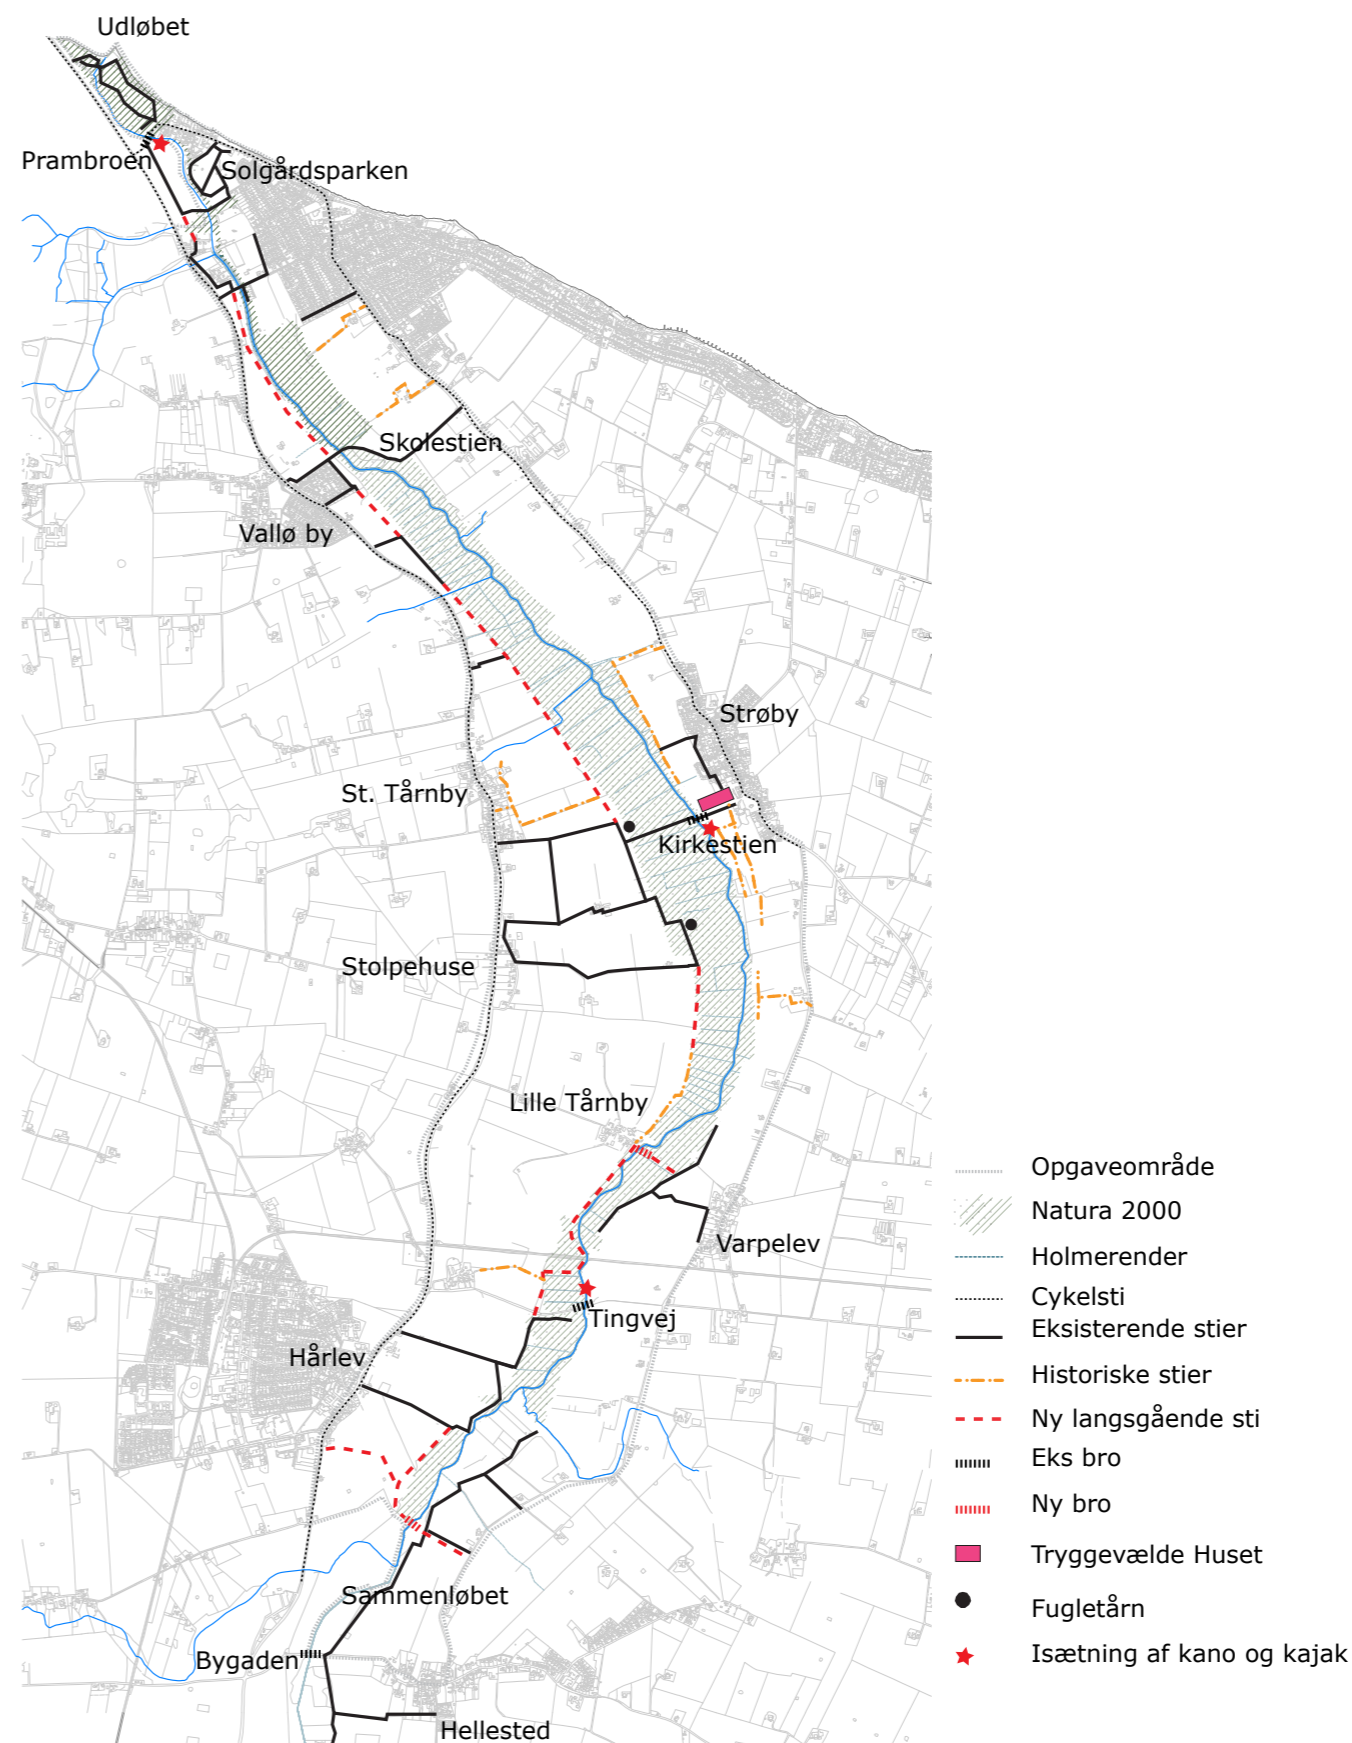 Udløbet
Prambroen
Solgårdsparken
Skolestien
Vallø by
Strøby
St. Tårnby
Kirkestien
Stolpehuse
Lille Tårnby
Varpelev
Tingvej
Hårlev
Sammenløbet
Bygaden
Hellested
Opgaveområde
Natura 2000
Holmerender
Cykelsti
Eksisterende stier
Historiske stier
Ny langsgående sti
Eks bro
Ny bro
Tryggevælde Huset
Fugletårn
Isætning af kano og kajak